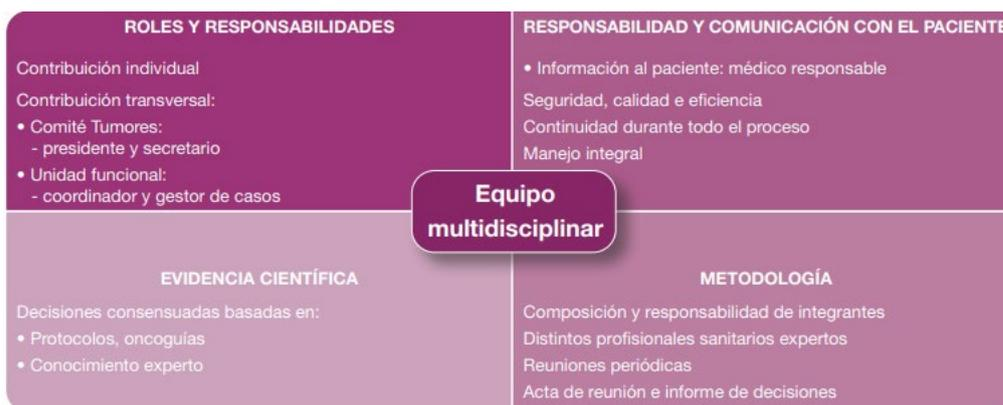 ROLES Y RESPONSABILIDADES
Contribuición individual
Contribuición transversal:
• Comité Tumores:
- presidente y secretario
• Unidad funcional:
- coordinador y gestor de casos
RESPONSABILIDAD Y COMUNICACIÓN CON EL PACIENTE
• Información al paciente: médico responsable
Seguridad, calidad e eficiencia
Continuidad durante todo el proceso
Manejo integral
Equipo
multidisciplinar
EVIDENCIA CIENTÍFICA
Decisiones consensuadas basadas en:
• Protocolos, oncoguías
• Conocimiento experto
METODOLOGÍA
Composición y responsabilidad de integrantes
Distintos profisionales sanitarios expertos
Reuniones periódicas
Acta de reunión e informe de decisiones